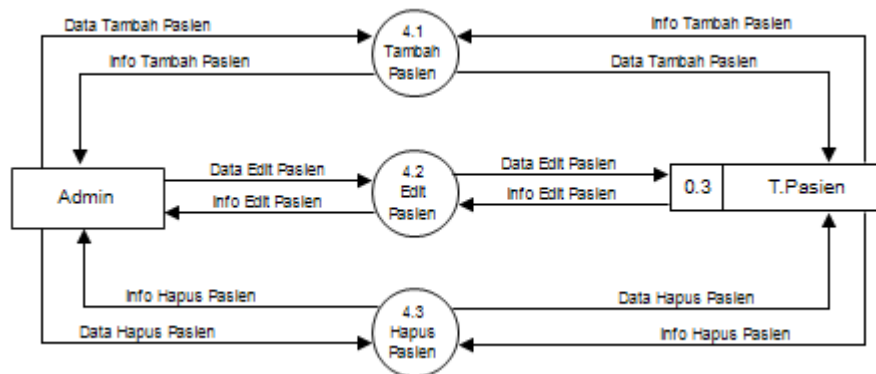 Data Tambah Pasien
4.1
Tambah
Pasien
Info Tambah Pasien
Info Tambah Pasien
Data Tambah Pasien
Data Edit Pasien
4.2
Edit
Pasien
Data Edit Pasien
Admin
Info Edit Pasien
Info Edit Pasien
0.3
T.Pasien
Info Hapus Pasien
4.3
Hapus
Pasien
Data Hapus Pasien
Data Hapus Pasien
Info Hapus Pasien